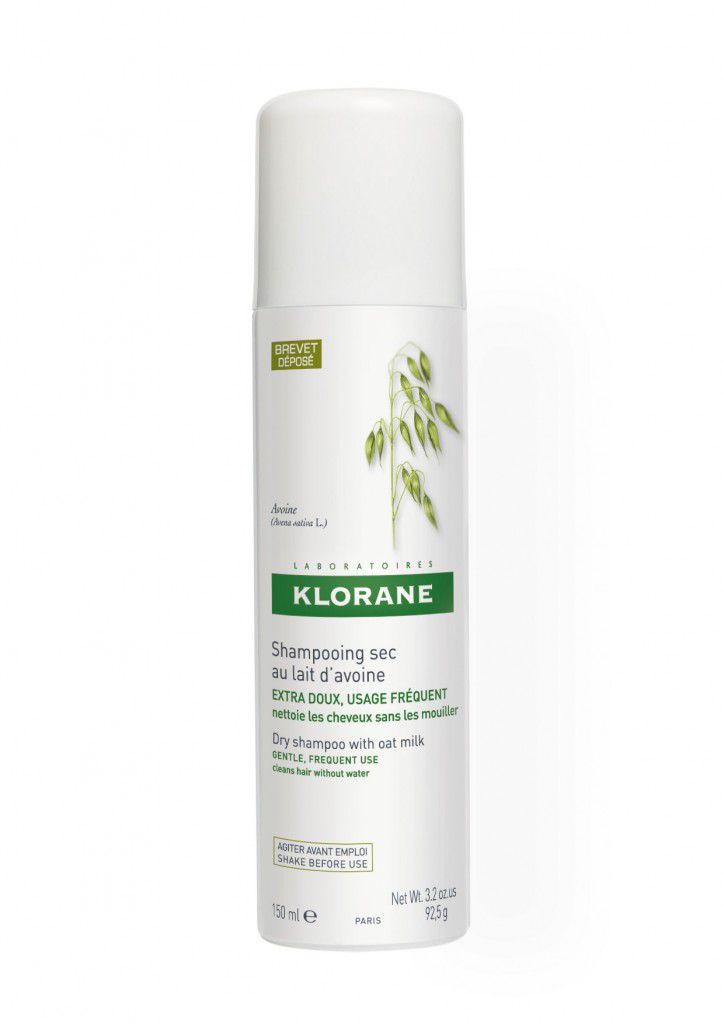 BREVET
DÉPOSÉ
Avoine
(Avena sativa L.)
LABORATOIRES
KLORANE
Shampooing sec
au lait d'avoine
EXTRA DOUX, USAGE FRÉQUENT
nettoie les cheveux sans les mouiller
Dry shampoo with oat milk
GENTLE, FREQUENT USE
cleans hair without water
AGITER AVANT EMPLOI
SHAKE BEFORE USE
150 ml ℮
PARIS
Net Wt. 3.2 oz.us
92,5 g